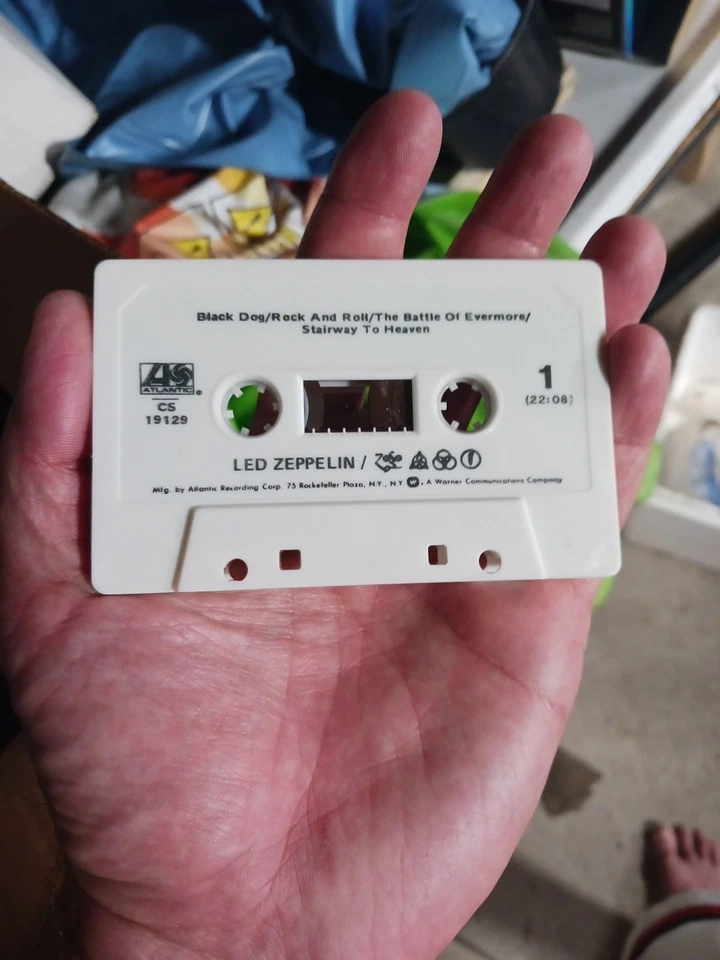 Black Dog/Rock And Roll/The Battle Of Evermore/
Stairway To Heaven
ATLANTIC
CS
19129
1
(22:08)
LED ZEPPELIN /
Mfg. by Atlantic Recording Corp. 75 Rockefeller Plaza, N.Y., N.Y. A Warner Communications Company